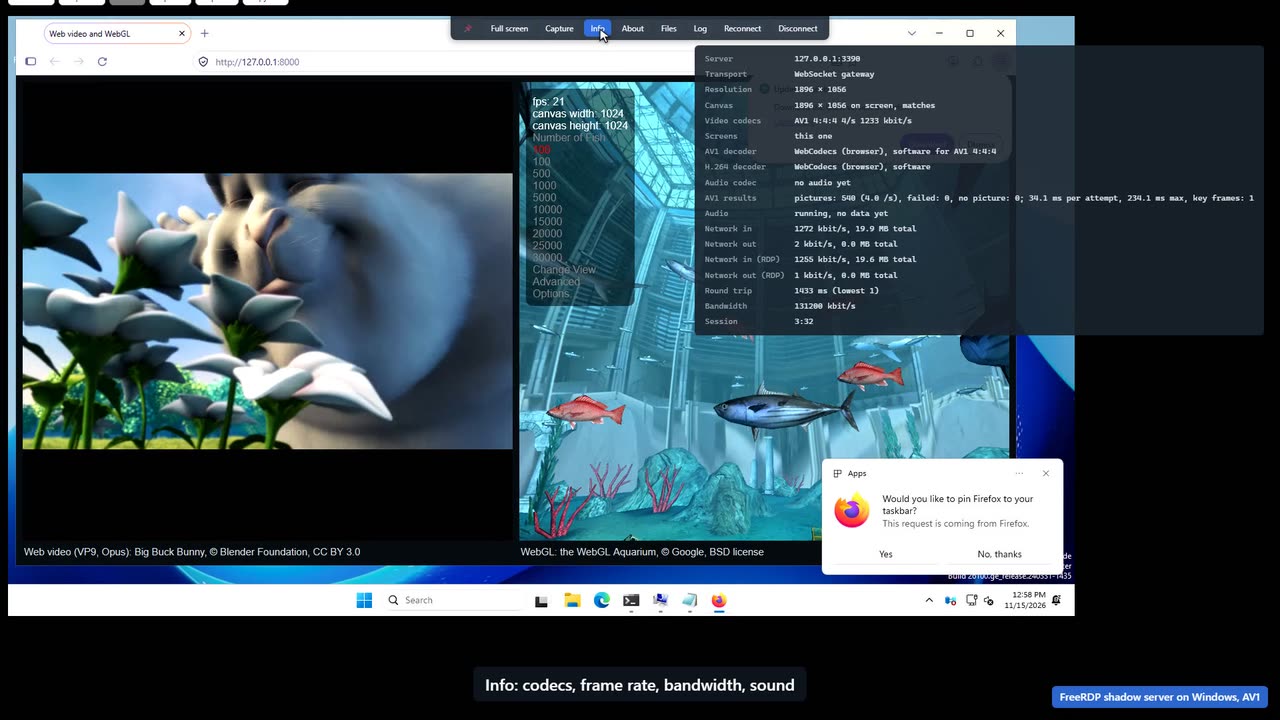 Web video and WebGL
Full screen
Capture
Info
About
Files
Log
Reconnect
Disconnect
http://127.0.0.1:8000
Server 127.0.0.1:3390
Transport WebSocket gateway
Resolution 1896 × 1056
Canvas 1896 × 1056 on screen, matches
Video codecs AV1 4:4:4 4/s 1233 kbit/s
Screens this one
AV1 decoder WebCodecs (browser), software for AV1 4:4:4
H.264 decoder WebCodecs (browser), software
Audio codec no audio yet
AV1 results pictures: 540 (4.0 /s), failed: 0, no picture: 0; 34.1 ms per attempt, 234.1 ms max, key frames: 1
Audio running, no data yet
Network in 1272 kbit/s, 19.9 MB total
Network out 2 kbit/s, 0.0 MB total
Network in (RDP) 1255 kbit/s, 19.6 MB total
Network out (RDP) 1 kbit/s, 0.0 MB total
Round trip 1433 ms (lowest 1)
Bandwidth 131200 kbit/s
Session 3:32
fps: 21
canvas width: 1024
canvas height: 1024
Number of Fish
100
500
1000
5000
10000
15000
20000
25000
30000
Change View
Advanced
Options
Apps
Would you like to pin Firefox to your
taskbar?
This request is coming from Firefox.
Yes
No, thanks
Web video (VP9, Opus): Big Buck Bunny, © Blender Foundation, CC BY 3.0
WebGL: the WebGL Aquarium, © Google, BSD license
Search
12:58 PM
11/15/2026
Info: codecs, frame rate, bandwidth, sound
FreeRDP shadow server on Windows, AV1